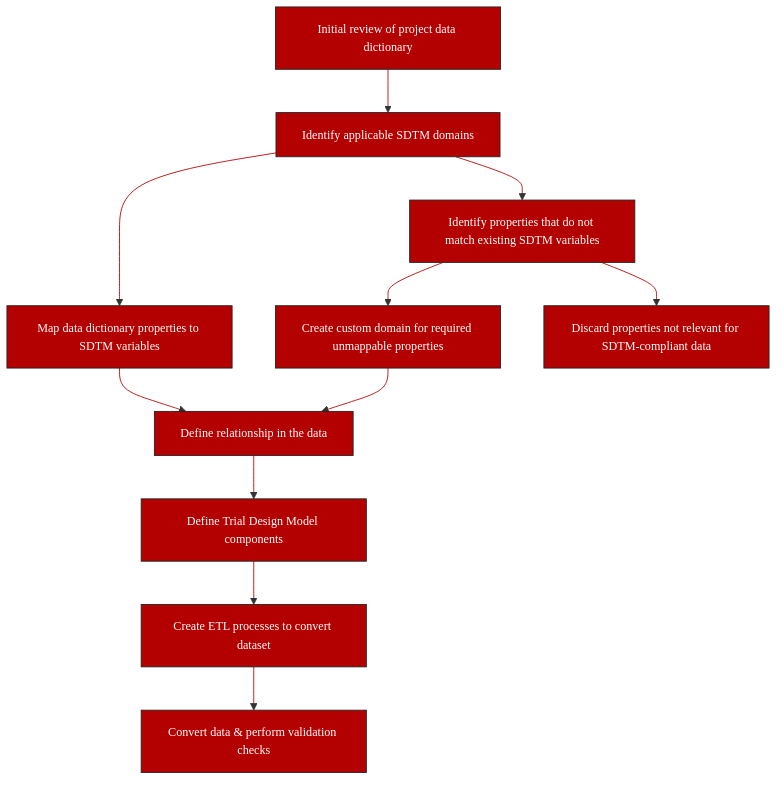 Initial review of project data
dictionary
Identify applicable SDTM domains
Identify properties that do not
match existing SDTM variables
Map data dictionary properties to
SDTM variables
Create custom domain for required
unmappable properties
Discard properties not relevant for
SDTM-compliant data
Define relationship in the data
Define Trial Design Model
components
Create ETL processes to convert
dataset
Convert data & perform validation
checks